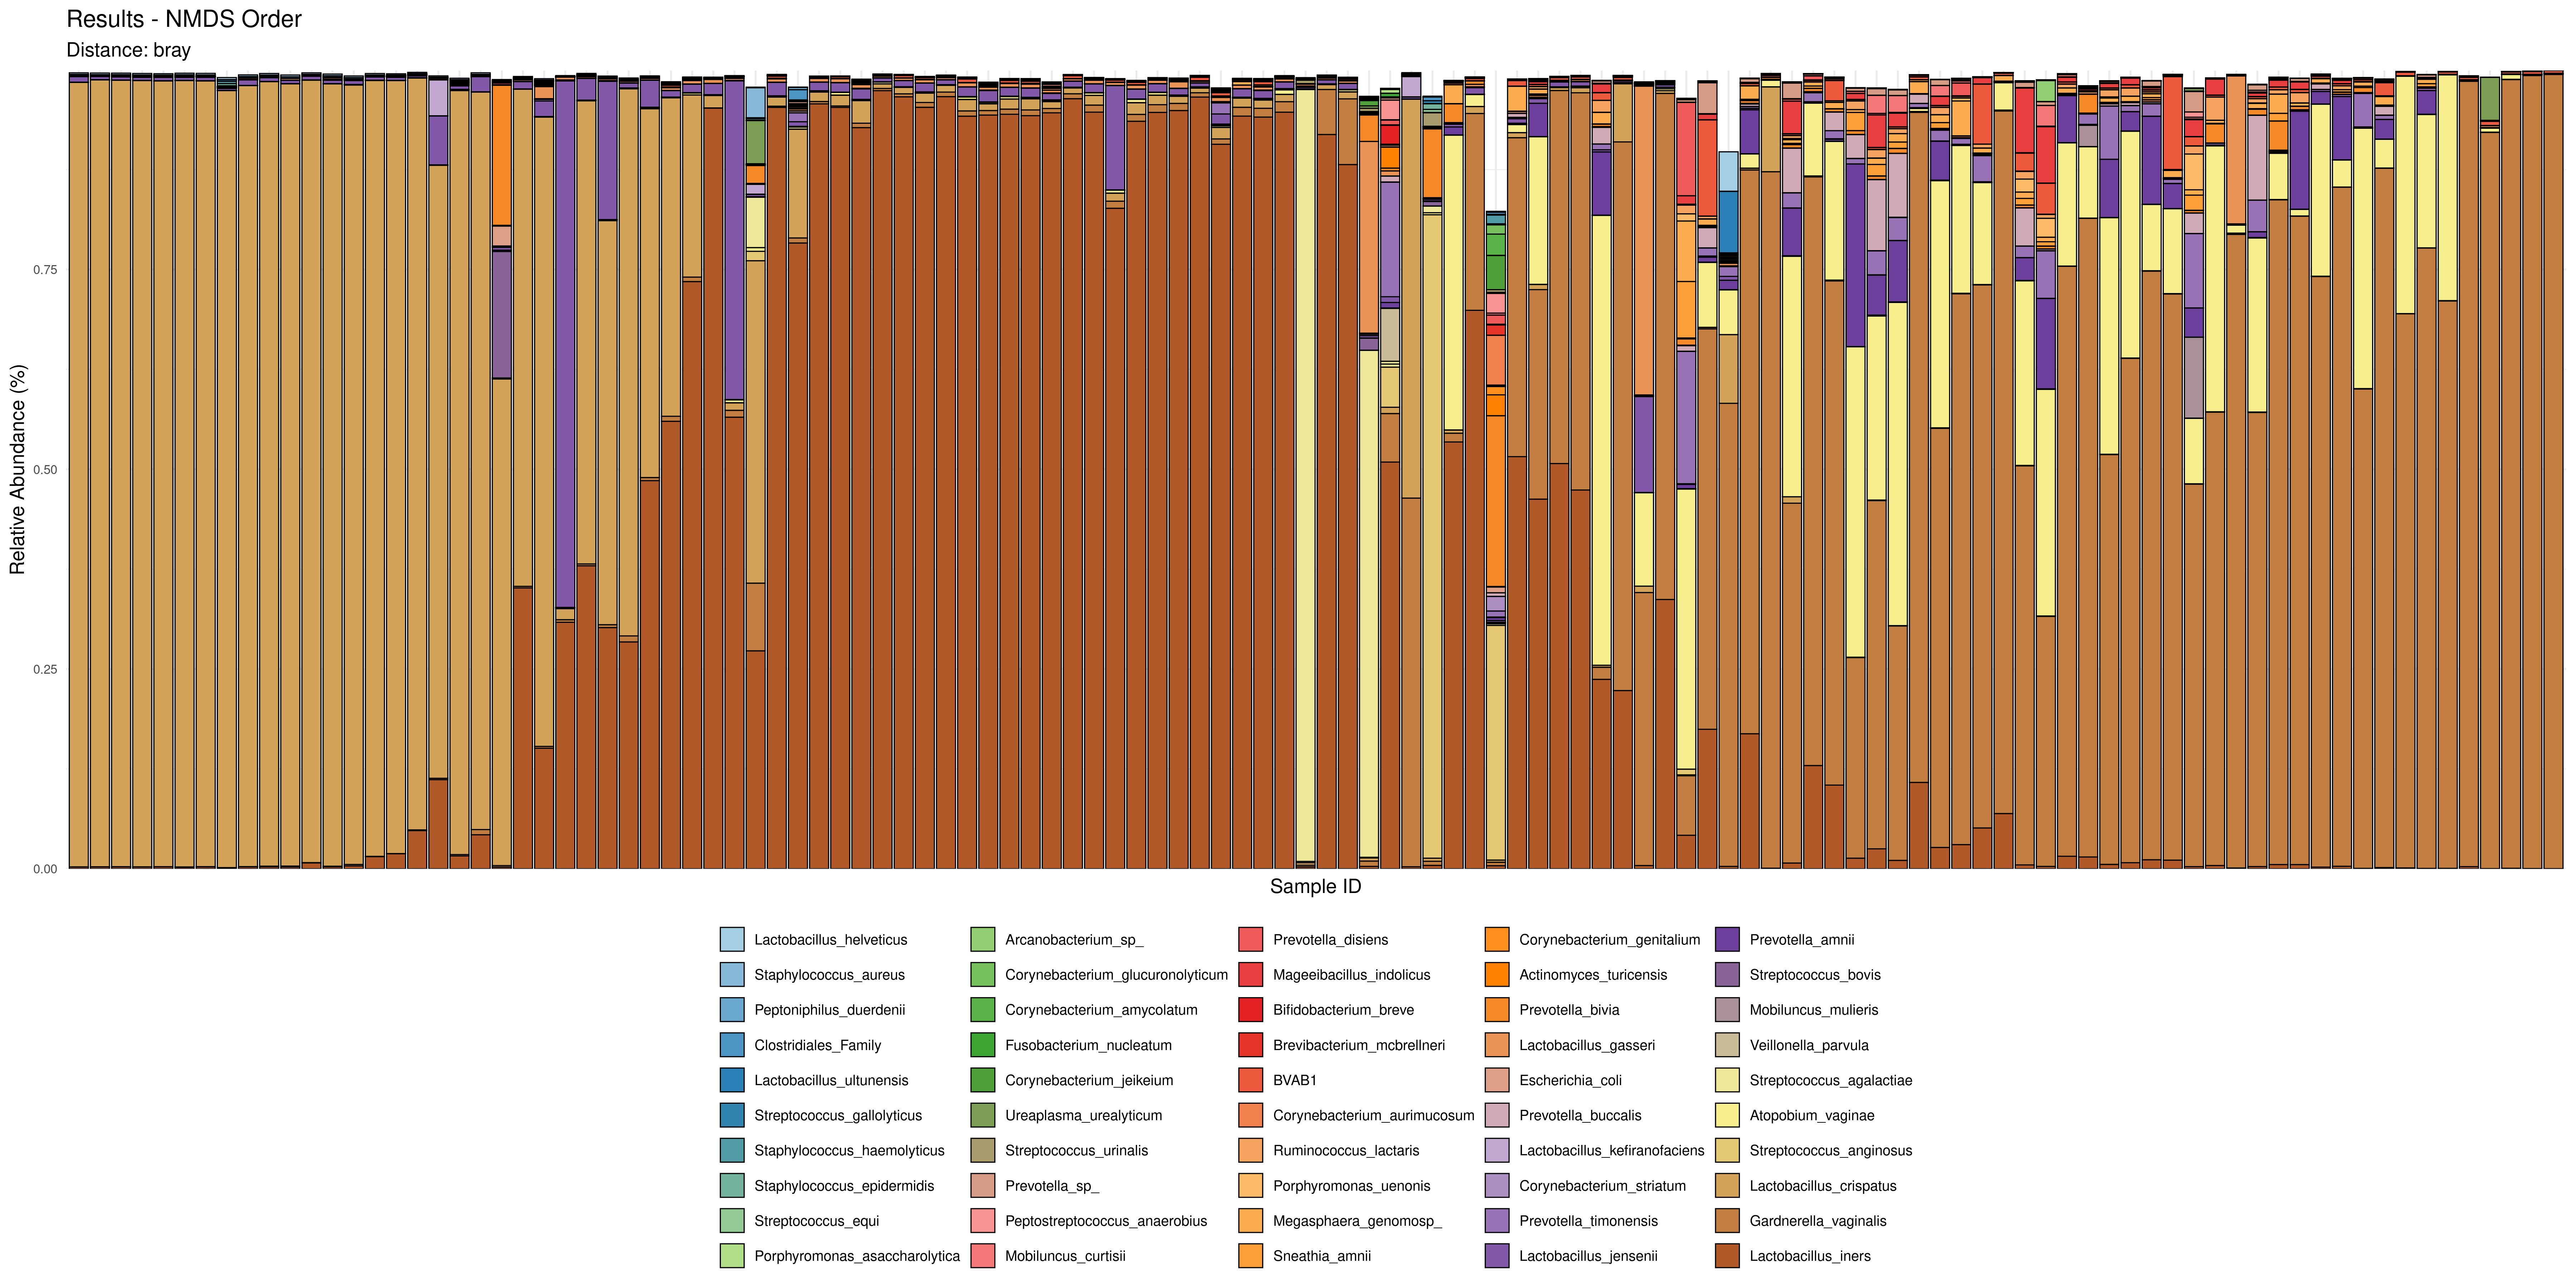 Results - NMDS Order
Distance: bray
Relative Abundance (%)
0.75
0.50
0.25
0.00
Sample ID
Lactobacillus_helveticus
Staphylococcus_aureus
Peptoniphilus_duerdenii
Clostridiales_Family
Lactobacillus_ultunensis
Streptococcus_gallolyticus
Staphylococcus_haemolyticus
Staphylococcus_epidermidis
Streptococcus_equi
Porphyromonas_asaccharolytica
Arcanobacterium_sp_
Corynebacterium_glucuronolyticum
Corynebacterium_amycolatum
Fusobacterium_nucleatum
Corynebacterium_jeikeium
Ureaplasma_urealyticum
Streptococcus_urinalis
Prevotella_sp_
Peptostreptococcus_anaerobius
Mobiluncus_curtisii
Prevotella_disiens
Mageeibacillus_indolicus
Bifidobacterium_breve
Brevibacterium_mcbrellneri
BVAB1
Corynebacterium_aurimucosum
Ruminococcus_lactaris
Porphyromonas_uenonis
Megasphaera_genomosp_
Sneathia_amnii
Corynebacterium_genitalium
Actinomyces_turicensis
Prevotella_bivia
Lactobacillus_gasseri
Escherichia_coli
Prevotella_buccalis
Lactobacillus_kefiranofaciens
Corynebacterium_striatum
Prevotella_timonensis
Lactobacillus_jensenii
Prevotella_amnii
Streptococcus_bovis
Mobiluncus_mulieris
Veillonella_parvula
Streptococcus_agalactiae
Atopobium_vaginae
Streptococcus_anginosus
Lactobacillus_crispatus
Gardnerella_vaginalis
Lactobacillus_iners